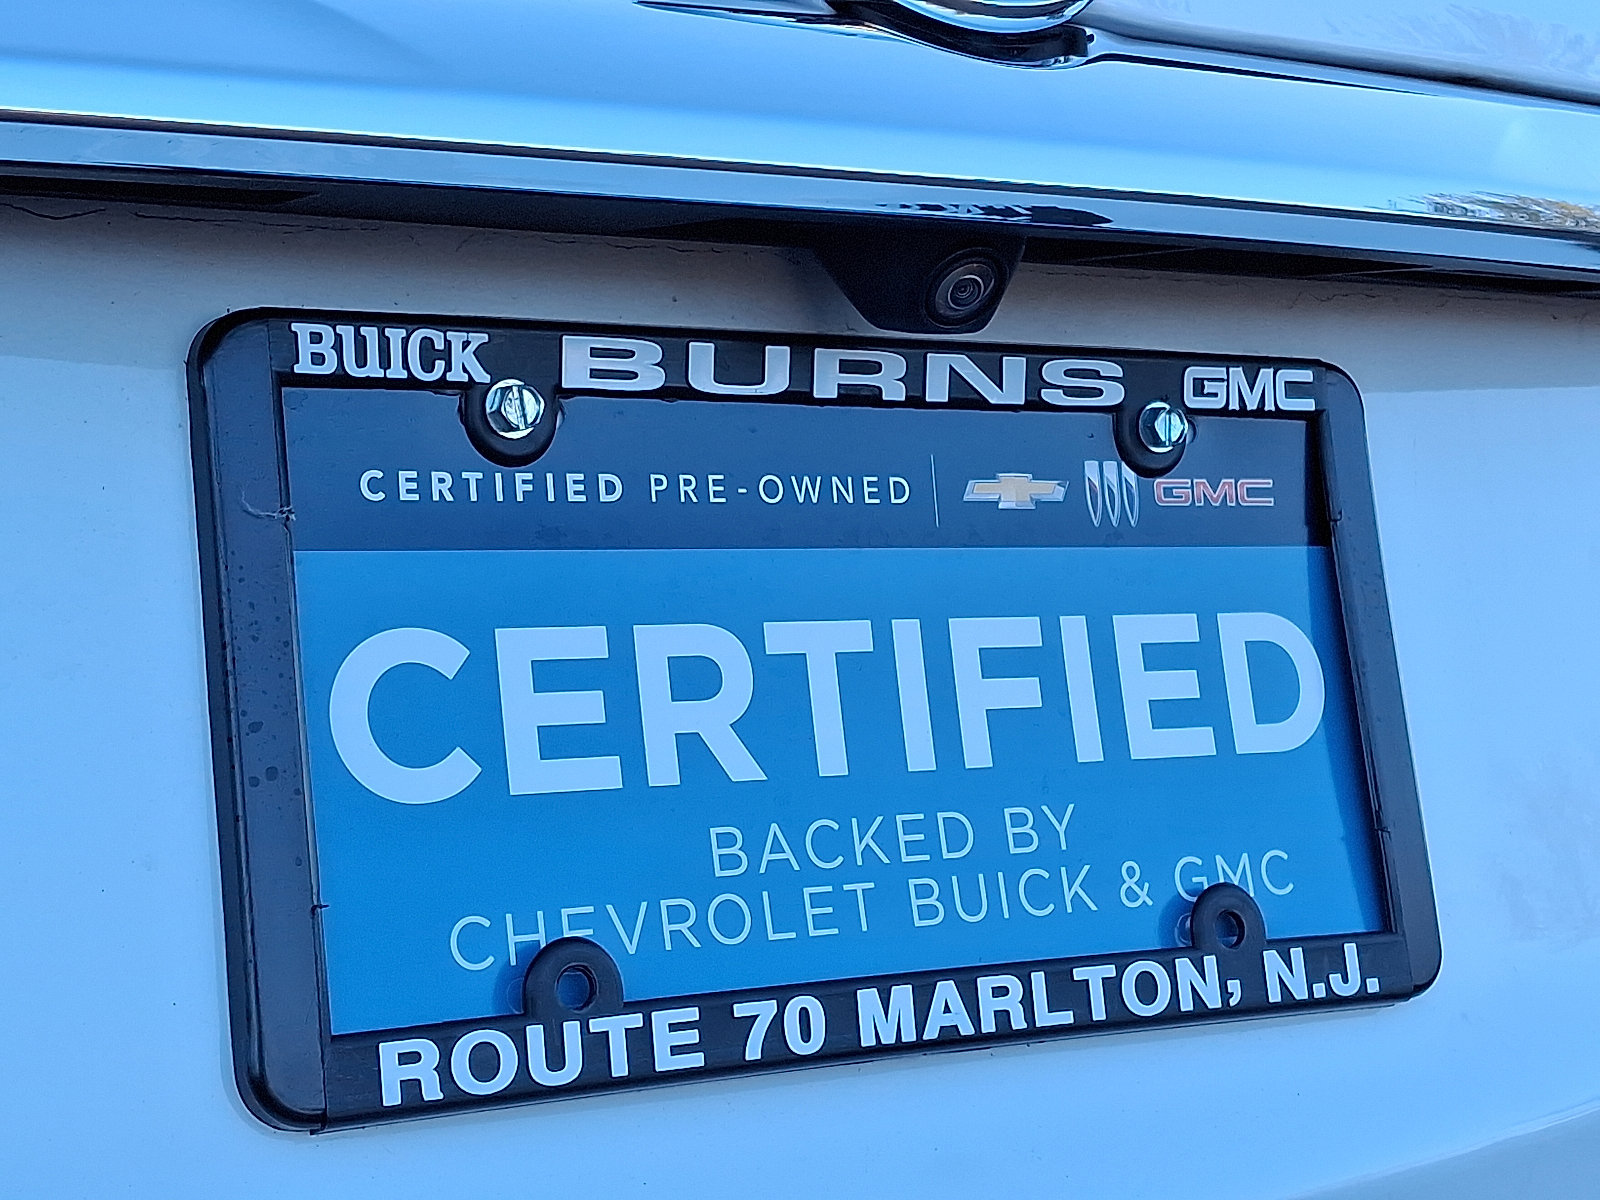 BUICK BURNS GMC
CERTIFIED PRE-OWNED GMC
CERTIFIED
BACKED BY
CHEVROLET BUICK & GMC
ROUTE 70 MARLTON, N.J.